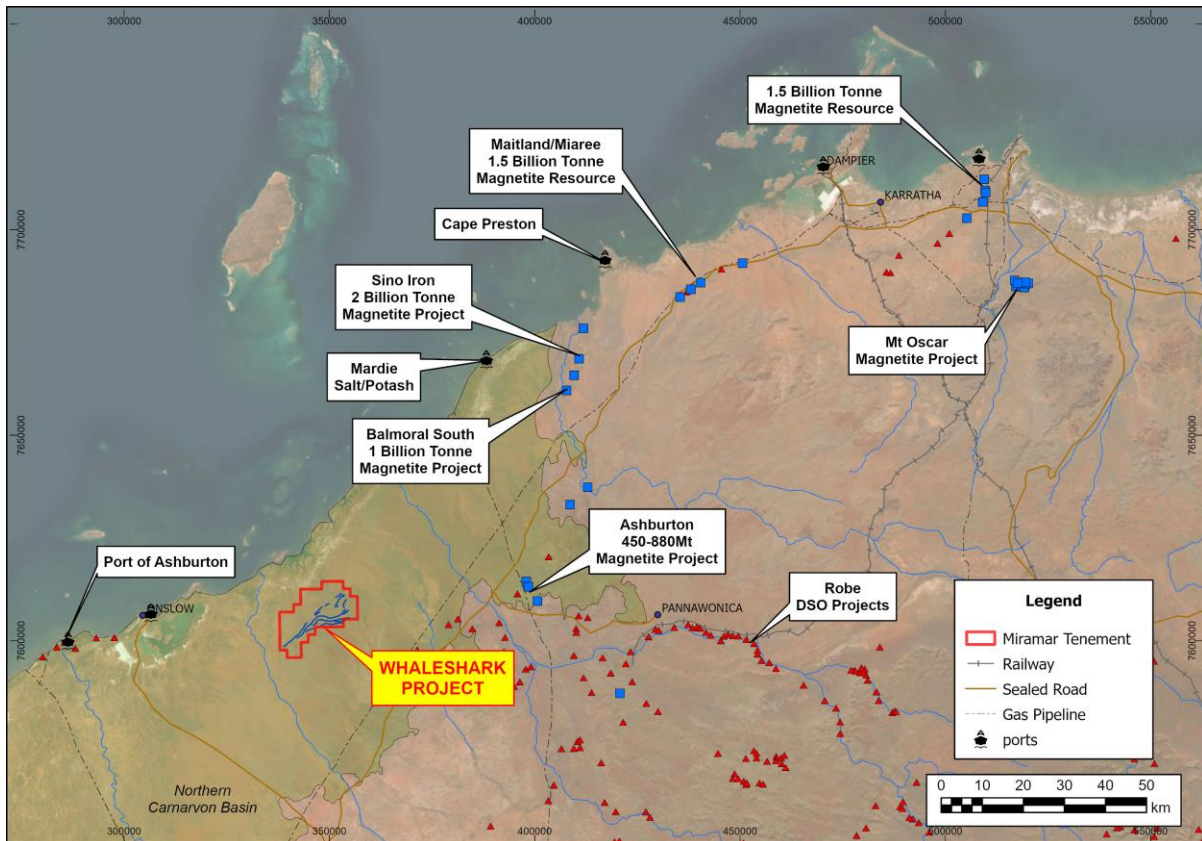 300000
350000
400000
450000
500000
550000
1.5 Billion Tonne
Magnetite Resource
Maitland/Miaree
1.5 Billion Tonne
Magnetite Resource
DAMPIER
KARRATHA
7700000
7700000
Cape Preston
Sino Iron
2 Billion Tonne
Magnetite Project
Mt Oscar
Magnetite Project
Mardie
Salt/Potash
Balmoral South
1 Billion Tonne
Magnetite Project
7650000
7650000
Ashburton
450-880Mt
Magnetite Project
Port of Ashburton
ONSLOW
PANNAWONICA
Robe
DSO Projects
7600000
7600000
WHALESHARK
PROJECT
Legend
Miramar Tenement
Railway
Sealed Road
Gas Pipeline
ports
Northern
Carnarvon Basin
0 10 20 30 40 50
km
300000
350000
400000
450000
500000
550000